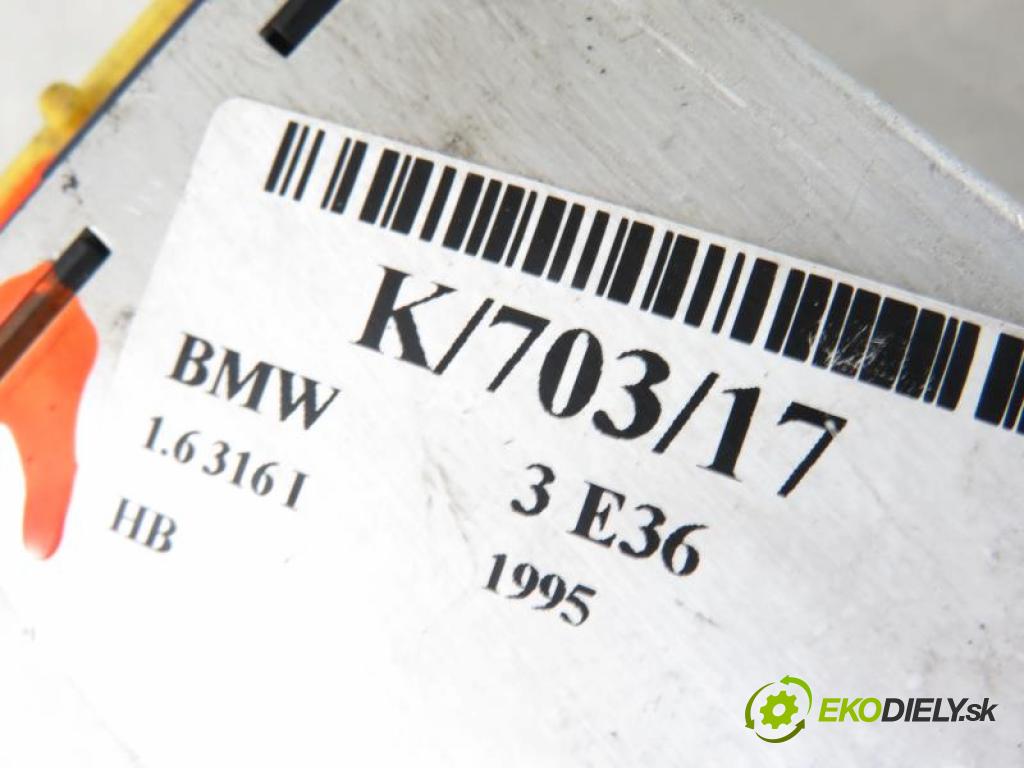 K/703/17
BMW
3 E36
1.6 316 I
1995
HB
EKODIELY.sk